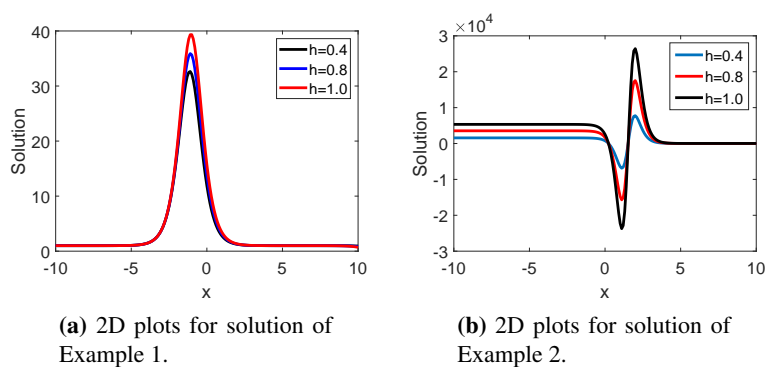 40
30
20
10
0
Solution
h=0.4
h=0.8
h=1.0
-10
-5
0
5
10
x
(a) 2D plots for solution of
Example 1.
×10⁴
3
2
1
0
-1
-2
-3
Solution
h=0.4
h=0.8
h=1.0
-10
-5
0
5
10
x
(b) 2D plots for solution of
Example 2.